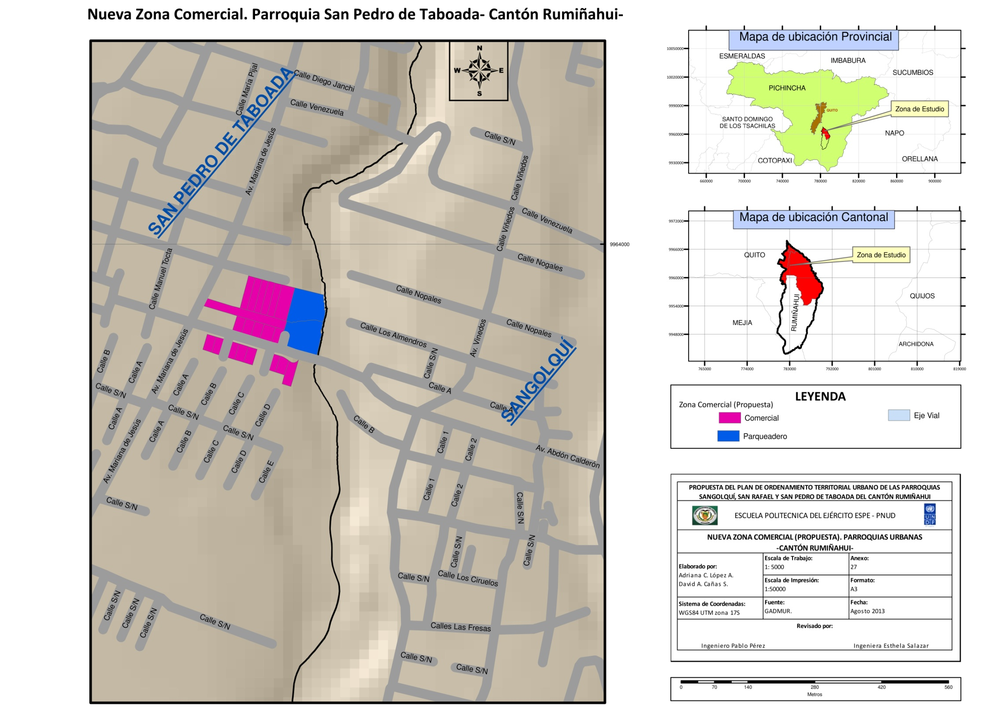 Nueva Zona Comercial. Parroquia San Pedro de Taboada- Cantón Rumiñahui-
N
W E
S
SAN PEDRO DE TABOADA
SANGOLQUÍ
Calle María Pijal
Calle Diego Janchi
Calle Venezuela
Av. Mariana de Jesús
Calle S/N
Calle Viñedos
Calle Viñedos
Calle Venezuela
9964000
Calle Nogales
Calle Manuel Tocta
Calle Nopales
Calle Nopales
Calle Los Almendros
Av. Vinedos
Calle S/N
Calle A
Calle A
Calle B
Calle A
Av. Mariana de Jesús
Calle A
Calle B
Calle C
Calle D
Calle S/N
Calle S/N
Calle S/N
Calle A
Calle A
Calle B
Calle C
Calle D
Calle E
Av. Mariana de Jesús
Calle S/N
Calle B
Calle 1
Calle 2
Av. Abdón Calderón
Calle 1
Calle 2
Calle S/N
Calle S/N
Calle S/N
Calle S/N
Calle Los Ciruelos
Calle S/N
Calle S/N
Calle S/N
Calle S/N
Calles Las Fresas
Calle S/N
Calle S/N
Mapa de ubicación Provincial
10050000
10020000
9990000
9960000
9930000
ESMERALDAS
IMBABURA
SUCUMBIOS
PICHINCHA
QUITO
Zona de Estudio
SANTO DOMINGO
DE LOS TSACHILAS
NAPO
COTOPAXI
ORELLANA
660000 700000 740000 780000 820000 860000 900000
Mapa de ubicación Cantonal
9972000
9966000
9960000
9954000
9948000
QUITO
Zona de Estudio
RUMIÑAHUI
QUIJOS
MEJIA
ARCHIDONA
765000 774000 783000 792000 801000 810000 819000
LEYENDA
Zona Comercial (Propuesta)
Comercial
Parqueadero
Eje Vial
PROPUESTA DEL PLAN DE ORDENAMIENTO TERRITORIAL URBANO DE LAS PARROQUIAS
SANGOLQUÍ, SAN RAFAEL Y SAN PEDRO DE TABOADA DEL CANTÓN RUMIÑAHUI
ESCUELA POLITECNICA DEL EJÉRCITO ESPE - PNUD
U N
D P
NUEVA ZONA COMERCIAL (PROPUESTA). PARROQUIAS URBANAS
-CANTÓN RUMIÑAHUI-
Elaborado por:
Adriana C. López A.
David A. Cañas S.
Escala de Trabajo:
1: 5000
Anexo:
27
Escala de Impresión:
1:50000
Formato:
A3
Sistema de Coordenadas:
WGS84 UTM zona 17S
Fuente:
GADMUR.
Fecha:
Agosto 2013
Revisado por:
Ingeniero Pablo Pérez
Ingeniera Esthela Salazar
0 70 140 280 420 560
Metros